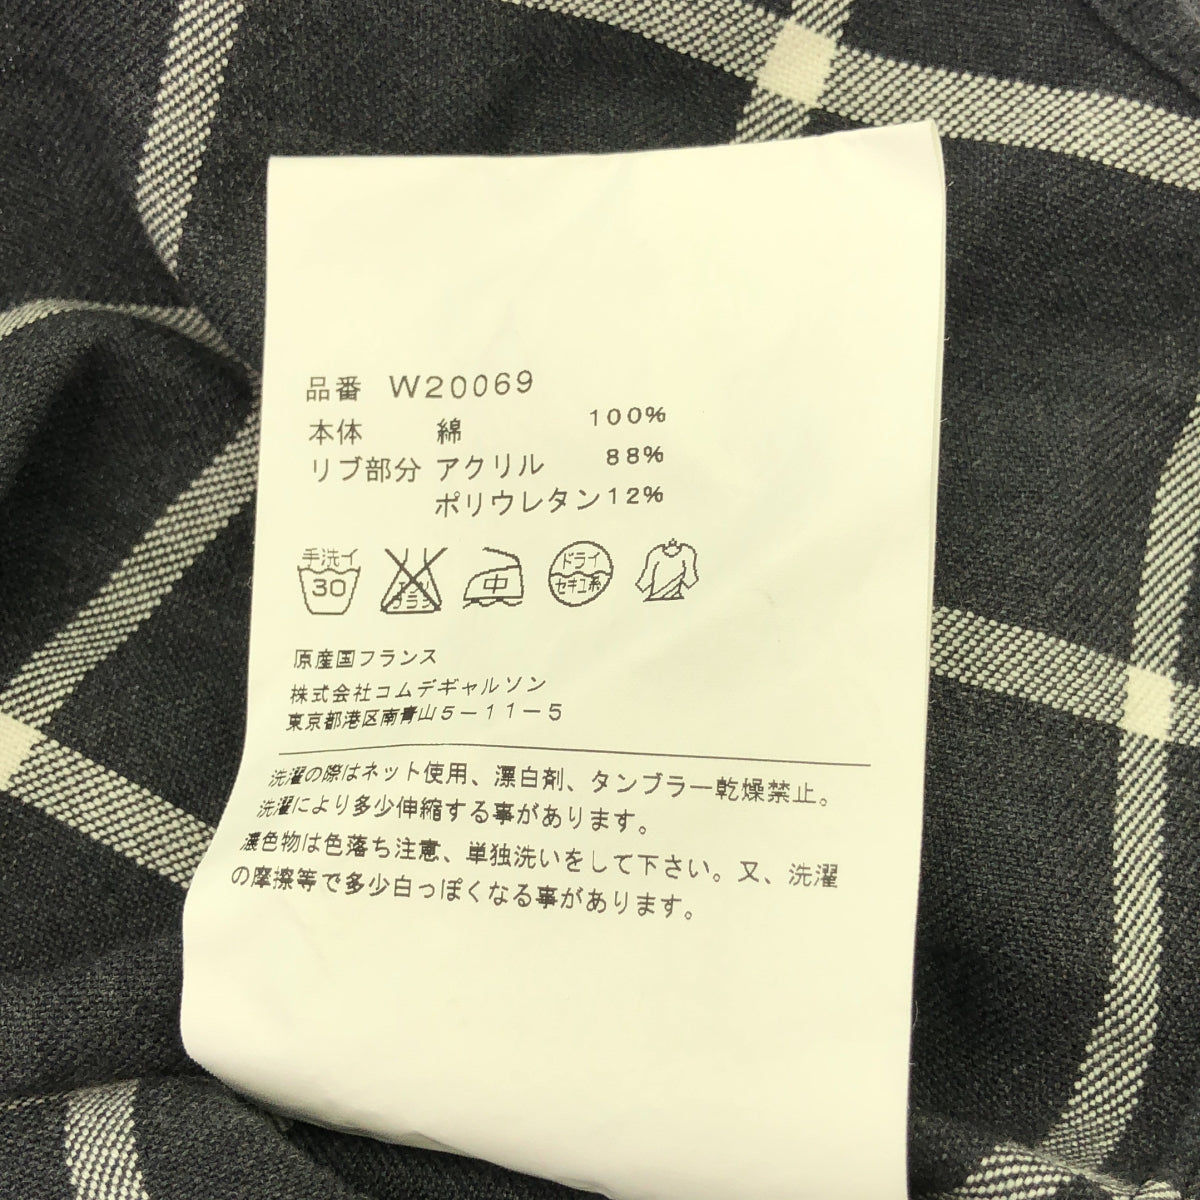 品番 W20069
本体 綿 100%
リブ部分 アクリル 88%
ポリウレタン12%
手洗イ ドライ
30 エンソ サラシ 中 セキユ系
原産国フランス
株式会社コムデギャルソン
東京都港区南青山5-11-5
洗濯の際はネット使用、漂白剤、タンブラー乾燥禁止。
洗濯により多少伸縮する事があります。
濃色物は色落ち注意、単独洗いをして下さい。又、洗濯
の摩擦等で多少白っぽくなる事があります。